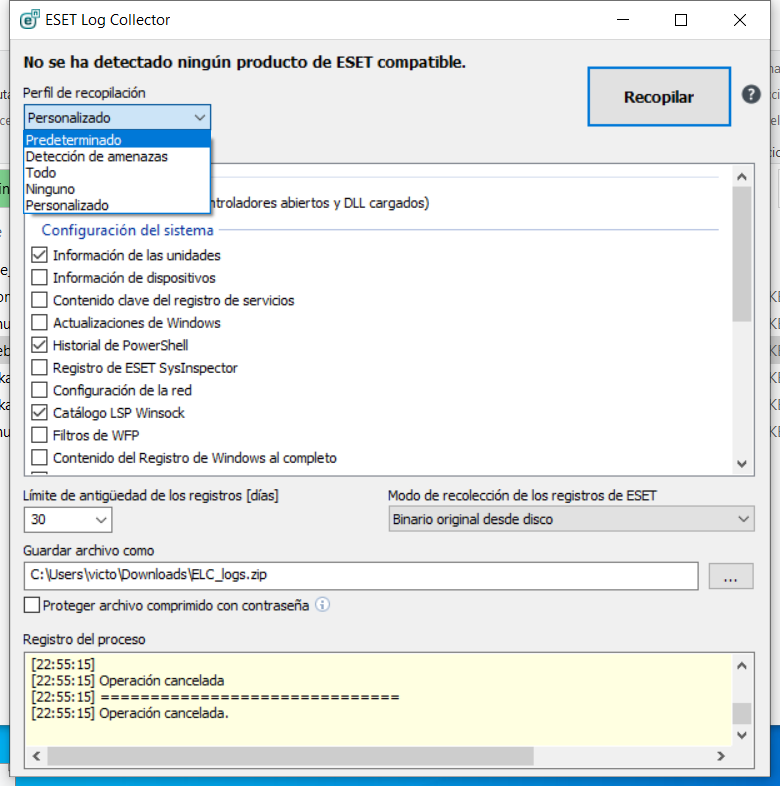 ESET Log Collector
No se ha detectado ningún producto de ESET compatible.
Perfil de recopilación
Recopilar
Personalizado
Predeterminado
Detección de amenazas
Todo
Ninguno
Personalizado
abiertos y DLL cargados)
Configuración del sistema
Información de las unidades
Información de dispositivos
Contenido clave del registro de servicios
Actualizaciones de Windows
Historial de PowerShell
Registro de ESET SysInspector
Configuración de la red
Catálogo LSP Winsock
Filtros de WFP
Contenido del Registro de Windows al completo
Límite de antigüedad de los registros [días]
Modo de recolección de los registros de ESET
30
Binario original desde disco
Guardar archivo como
C:\Users\victo\Downloads\ELC_logs.zip
...
Proteger archivo comprimido con contraseña
Registro del proceso
[22:55:15]
[22:55:15] Operación cancelada
[22:55:15] ==============================
[22:55:15] Operación cancelada.